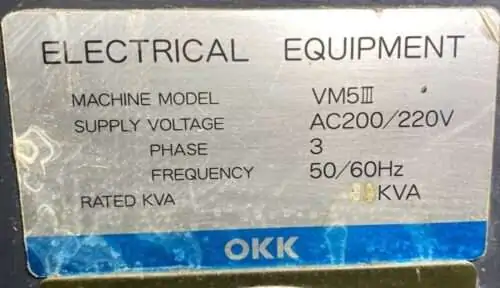 ELECTRICAL EQUIPMENT
MACHINE MODEL VM5Ⅲ
SUPPLY VOLTAGE AC200/220V
PHASE 3
FREQUENCY 50/60Hz
RATED KVA KVA
OKK